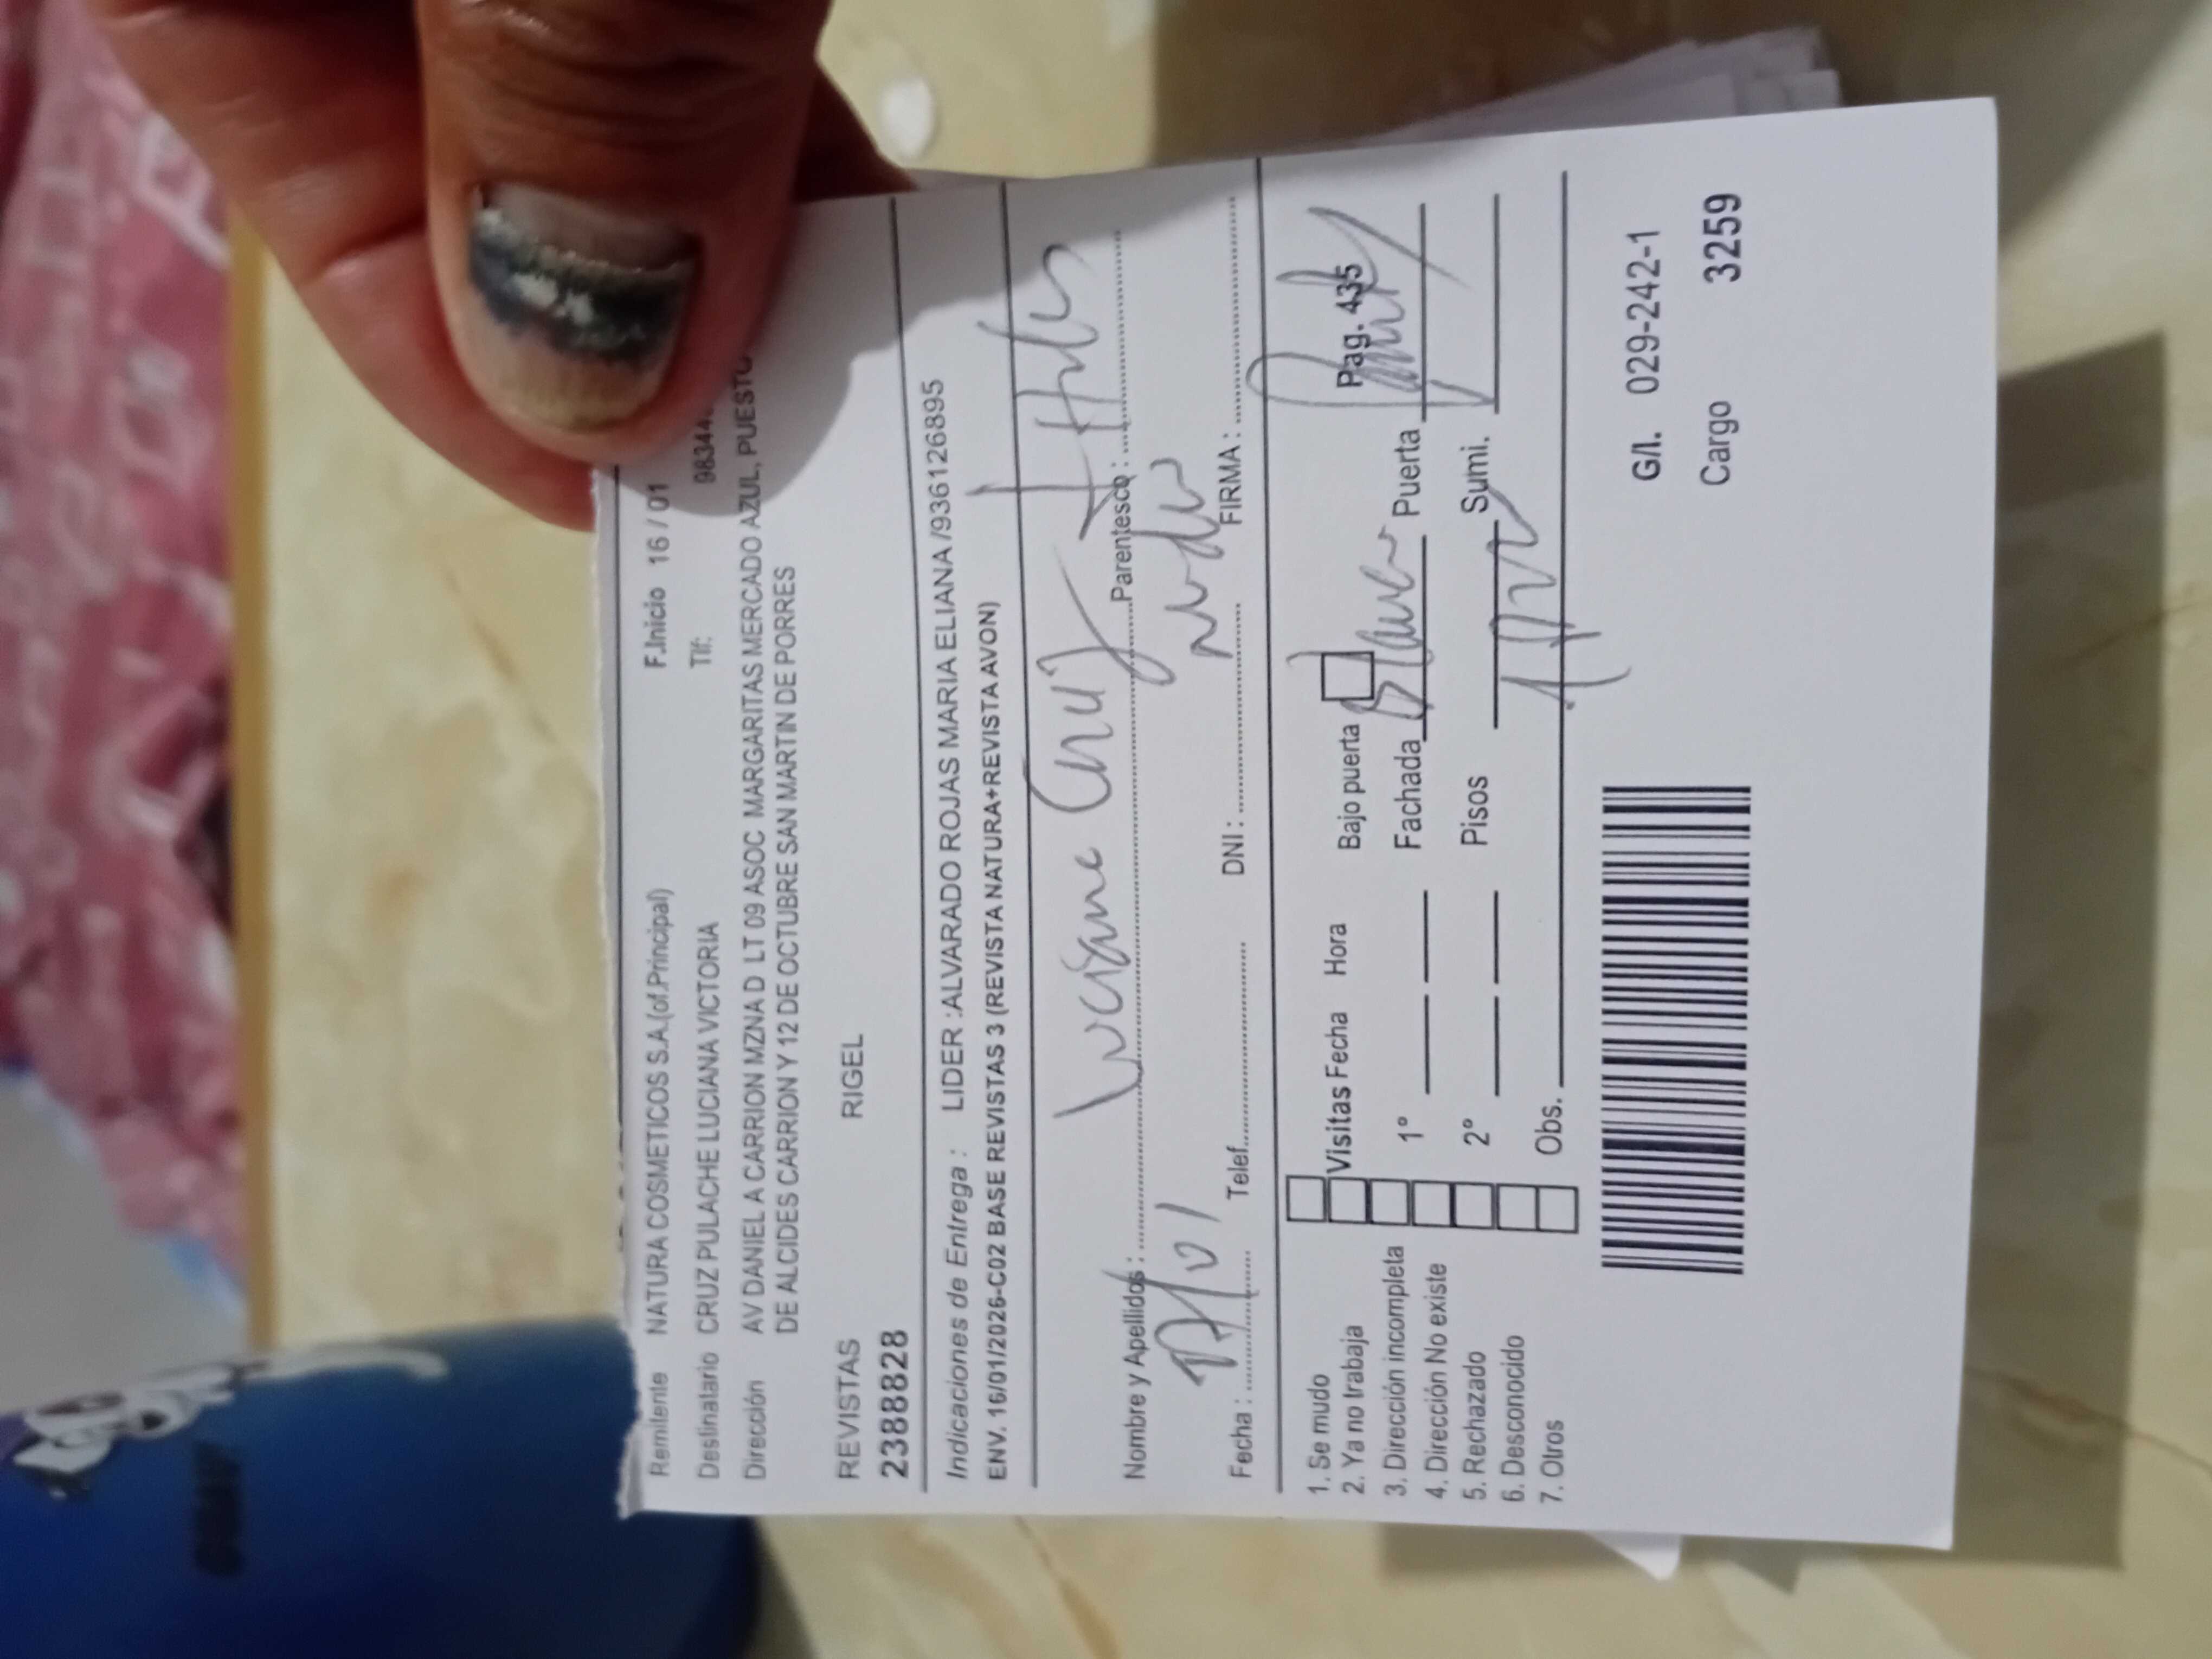 Remitente NATURA COSMETICOS S.A.(of.Principal) F.Inicio 16 / 01
Destinatario CRUZ PULACHE LUCIANA VICTORIA Tlf: 9834
Dirección AV DANIEL A CARRION MZNA D LT 09 ASOC MARGARITAS MERCADO AZUL, PUESTO
DE ALCIDES CARRION Y 12 DE OCTUBRE SAN MARTIN DE PORRES
REVISTAS RIGEL
2388828
Indicaciones de Entrega : LIDER :ALVARADO ROJAS MARIA ELIANA /936126895
ENV. 16/01/2026-C02 BASE REVISTAS 3 (REVISTA NATURA+REVISTA AVON)
Nombre y Apellidos : Luciane Cruz Parentesco :
Fecha : Telef. DNI : FIRMA :
1. Se mudo
2. Ya no trabaja Visitas Fecha Hora Bajo puerta Pag. 435
3. Dirección incompleta 1° Fachada Blanco Puerta
4. Dirección No existe
5. Rechazado 2° Pisos Sumi.
6. Desconocido
7. Otros Obs.
G/l. 029-242-1
Cargo 3259